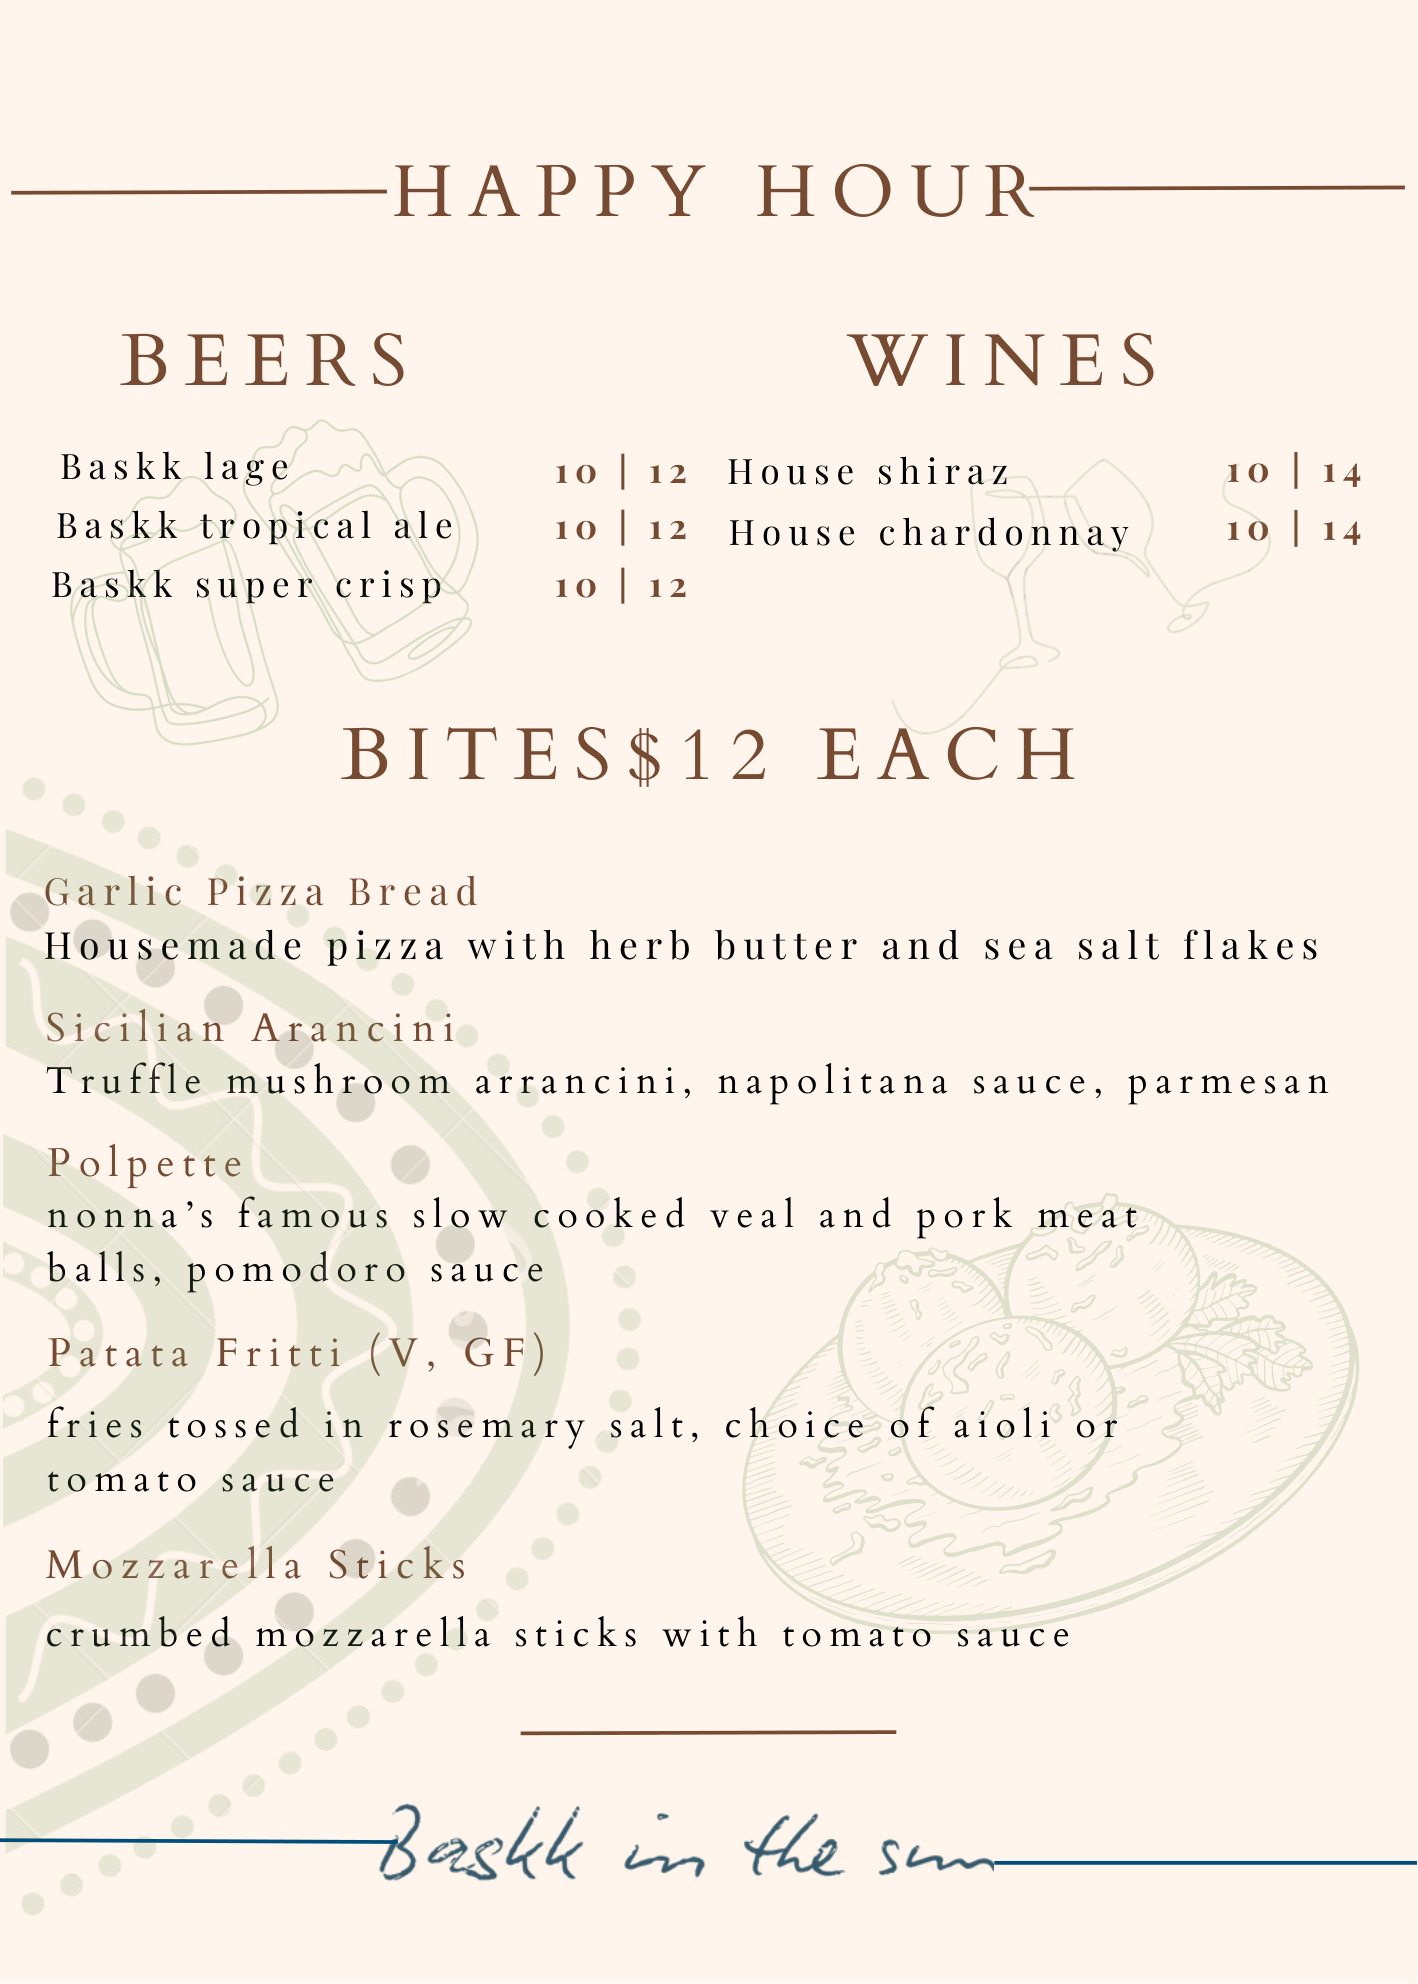 HAPPY HOUR
BEERS
Baskk lage 10 | 12
Baskk tropical ale 10 | 12
Baskk super crisp 10 | 12
WINES
House shiraz 10 | 14
House chardonnay 10 | 14
BITES$12 EACH
Garlic Pizza Bread
Housemade pizza with herb butter and sea salt flakes
Sicilian Arancini
Truffle mushroom arrancini, napolitana sauce, parmesan
Polpette
nonna’s famous slow cooked veal and pork meat
balls, pomodoro sauce
Patata Fritti (V, GF)
fries tossed in rosemary salt, choice of aioli or
tomato sauce
Mozzarella Sticks
crumbed mozzarella sticks with tomato sauce
Baskk in the sun